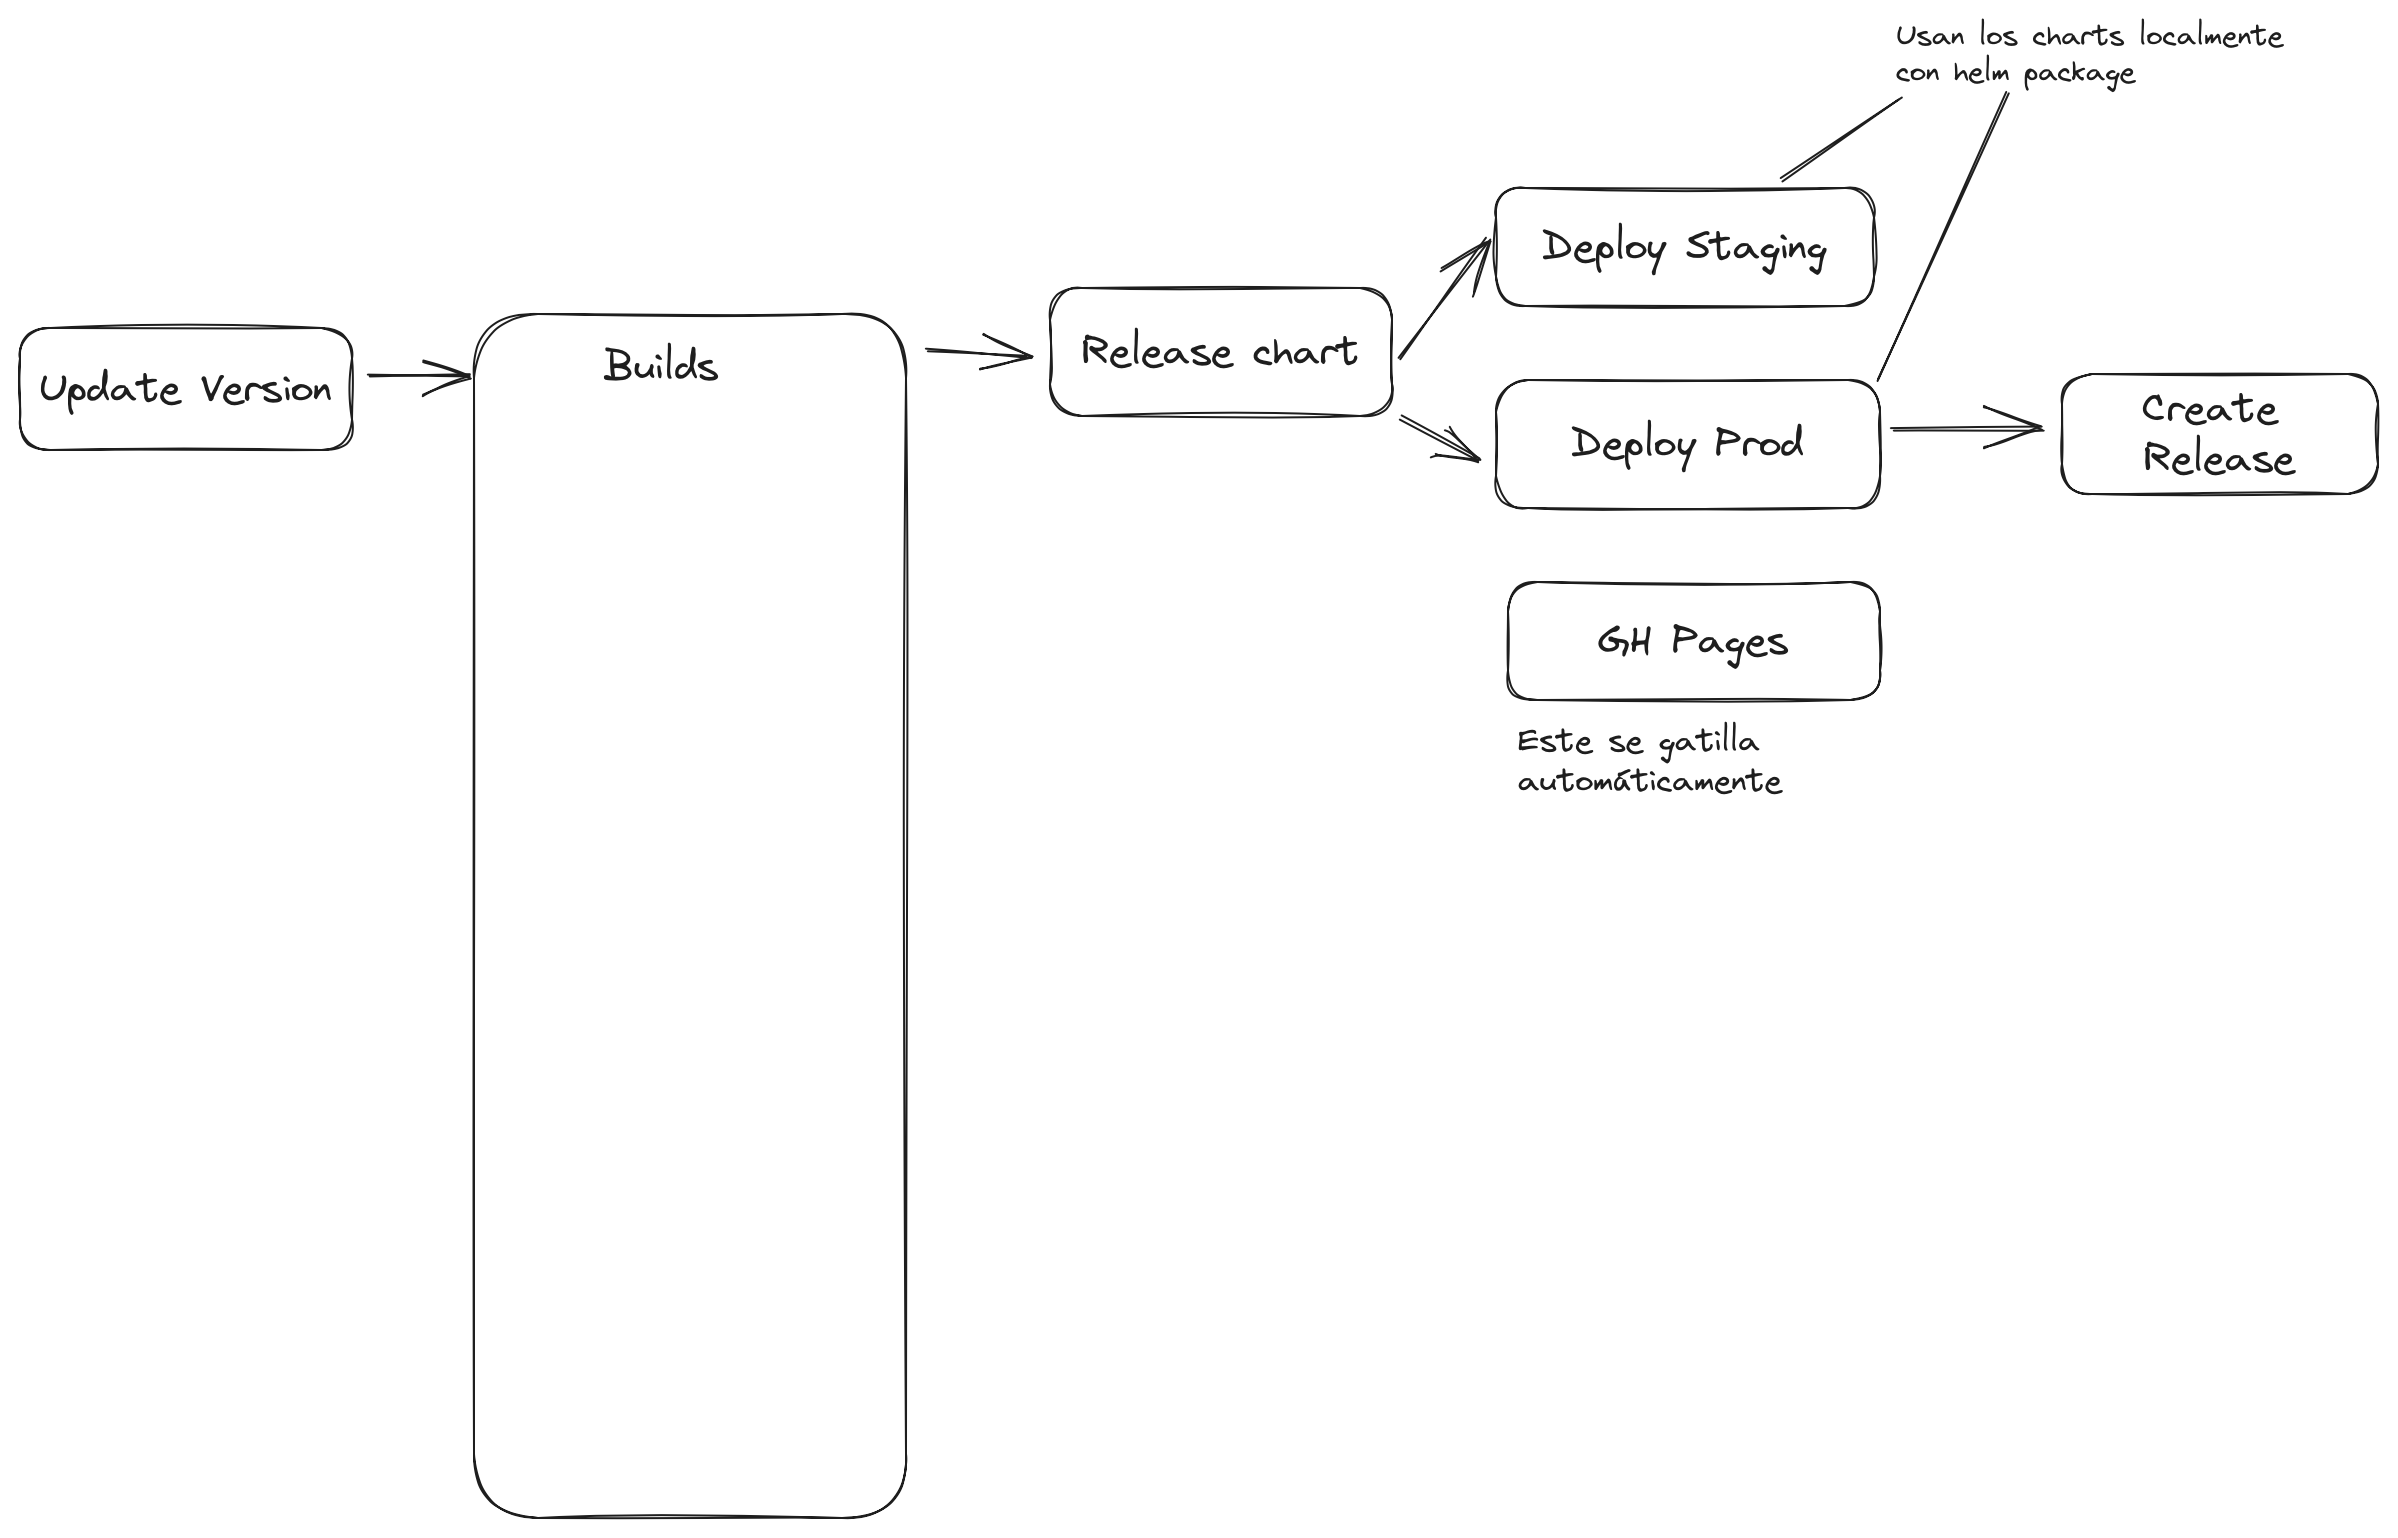 Usan los charts localmente
con helm package
Deploy Staging
Update Version
Builds
Release chart
Deploy Prod
Create
Release
GH Pages
Este se gatilla
automáticamente